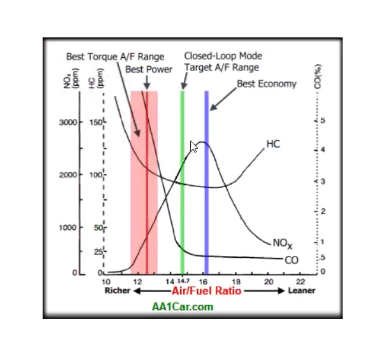 Best Torque A/F Range
Best Power
Closed-Loop Mode
Target A/F Range
Best Economy
NOx
(ppm)
HC
(ppm)
CO(%)
3000
2000
1000
0
150
100
50
25
0
.5
4
3
2
1
.5
0
HC
NOX
CO
10 12 14 14.7 16 18 20 22
Richer Air/Fuel Ratio Leaner
AA1Car.com